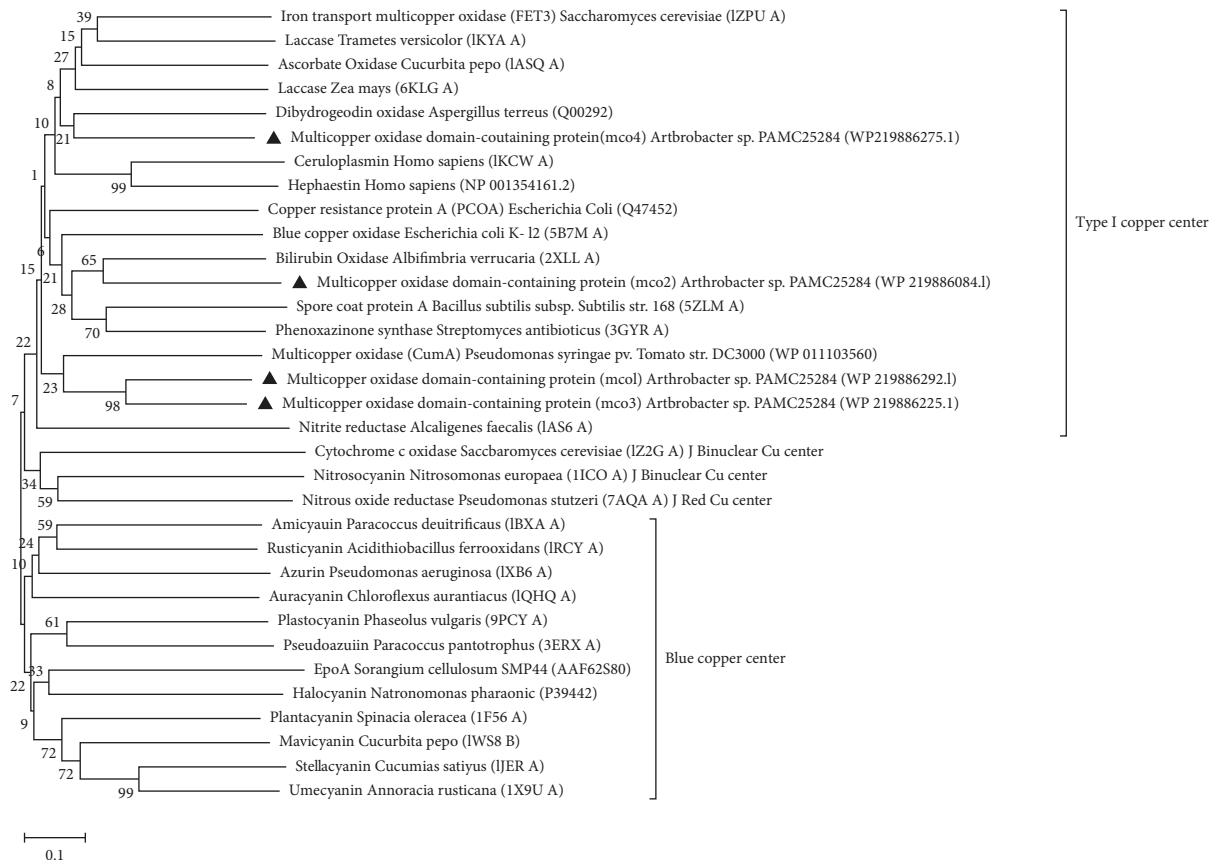 Iron transport multicopper oxidase (FET3) Saccharomyces cerevisiae (lZPU A)
Laccase Trametes versicolor (lKYA A)
Ascorbate Oxidase Cucurbita pepo (lASQ A)
Laccase Zea mays (6KLG A)
Dibydrogeodin oxidase Aspergillus terreus (Q00292)
Multicopper oxidase domain-coutaining protein(mco4) Artbrobacter sp. PAMC25284 (WP219886275.1)
Ceruloplasmin Homo sapiens (lKCW A)
Hephaestin Homo sapiens (NP 001354161.2)
Copper resistance protein A (PCOA) Escherichia Coli (Q47452)
Blue copper oxidase Escherichia coli K- l2 (5B7M A)
Bilirubin Oxidase Albifimbria verrucaria (2XLL A)
Multicopper oxidase domain-containing protein (mco2) Arthrobacter sp. PAMC25284 (WP 219886084.l)
Spore coat protein A Bacillus subtilis subsp. Subtilis str. 168 (5ZLM A)
Phenoxazinone synthase Streptomyces antibioticus (3GYR A)
Multicopper oxidase (CumA) Pseudomonas syringae pv. Tomato str. DC3000 (WP 011103560)
Multicopper oxidase domain-containing protein (mcol) Arthrobacter sp. PAMC25284 (WP 219886292.l)
Multicopper oxidase domain-containing protein (mco3) Artbrobacter sp. PAMC25284 (WP 219886225.1)
Nitrite reductase Alcaligenes faecalis (lAS6 A)
Cytochrome c oxidase Saccbaromyces cerevisiae (lZ2G A) J Binuclear Cu center
Nitrosocyanin Nitrosomonas europaea (1ICO A) J Binuclear Cu center
Nitrous oxide reductase Pseudomonas stutzeri (7AQA A) J Red Cu center
Amicyauin Paracoccus deuitrificaus (lBXA A)
Rusticyanin Acidithiobacillus ferrooxidans (lRCY A)
Azurin Pseudomonas aeruginosa (lXB6 A)
Auracyanin Chloroflexus aurantiacus (lQHQ A)
Plastocyanin Phaseolus vulgaris (9PCY A)
Pseudoazuiin Paracoccus pantotrophus (3ERX A)
EpoA Sorangium cellulosum SMP44 (AAF62S80)
Halocyanin Natronomonas pharaonic (P39442)
Plantacyanin Spinacia oleracea (1F56 A)
Mavicyanin Cucurbita pepo (lWS8 B)
Stellacyanin Cucumias satiyus (lJER A)
Umecyanin Annoracia rusticana (1X9U A)
Type I copper center
Blue copper center
39
15
27
8
10
21
1
99
6
15
21
65
28
70
22
23
98
7
34
59
59
24
10
61
33
22
9
72
72
99
0.1